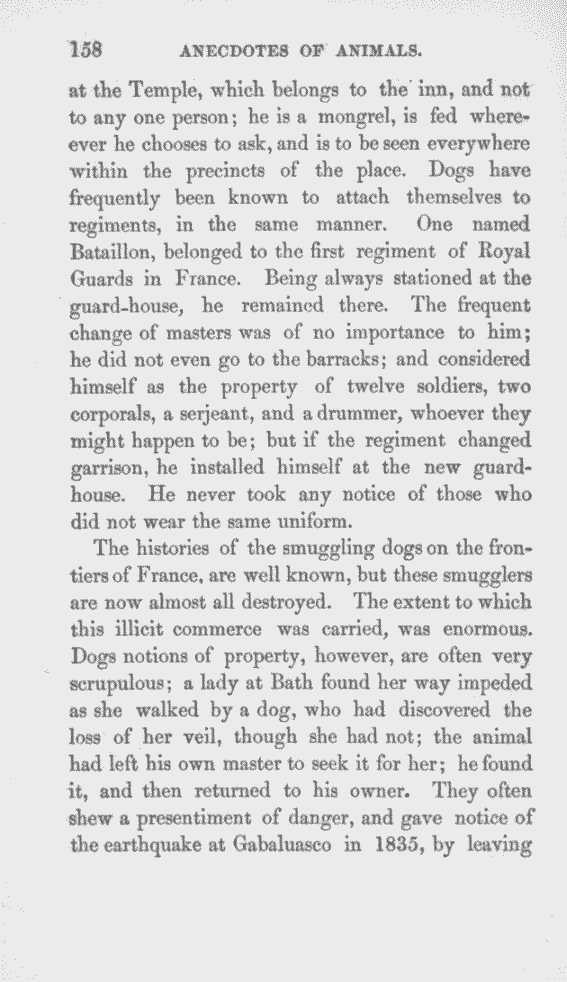 158 ANECDOTES OF ANIMALS.
at the Temple, which belongs to the inn, and not
to any one person; he is a mongrel, is fed where-
ever he chooses to ask, and is to be seen everywhere
within the precincts of the place. Dogs have
frequently been known to attach themselves to
regiments, in the same manner. One named
Bataillon, belonged to the first regiment of Royal
Guards in France. Being always stationed at the
guard-house, he remained there. The frequent
change of masters was of no importance to him;
he did not even go to the barracks; and considered
himself as the property of twelve soldiers, two
corporals, a serjeant, and a drummer, whoever they
might happen to be; but if the regiment changed
garrison, he installed himself at the new guard-
house. He never took any notice of those who
did not wear the same uniform.
The histories of the smuggling dogs on the fron-
tiers of France, are well known, but these smugglers
are now almost all destroyed. The extent to which
this illicit commerce was carried, was enormous.
Dogs notions of property, however, are often very
scrupulous; a lady at Bath found her way impeded
as she walked by a dog, who had discovered the
loss of her veil, though she had not; the animal
had left his own master to seek it for her; he found
it, and then returned to his owner. They often
shew a presentiment of danger, and gave notice of
the earthquake at Gabaluasco in 1835, by leaving